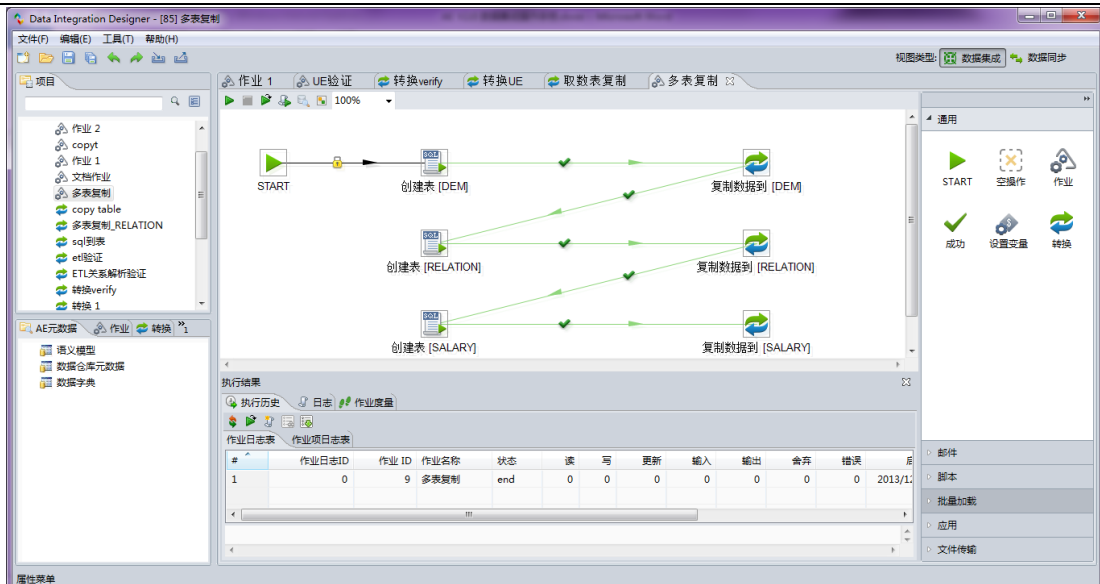 Data Integration Designer - [85] 多表复制
文件(F) 编辑(E) 工具(T) 帮助(H)
视图类型: 数据集成 数据同步
项目
作业 2
copyt
作业 1
文档作业
多表复制
copy table
多表复制_RELATION
sql到表
etl验证
ETL关系解析验证
转换verify
转换 1
AE元数据 作业 转换 »1
语义模型
数据仓库元数据
数据字典
作业 1 UE验证 转换verify 转换UE 取数表复制 多表复制
100%
START
创建表 [DEM]
复制数据到 [DEM]
创建表 [RELATION]
复制数据到 [RELATION]
创建表 [SALARY]
复制数据到 [SALARY]
通用
START 空操作 作业
成功 设置变量 转换
邮件
脚本
批量加载
应用
文件传输
执行结果
执行历史 日志 作业度量
作业日志表 作业项日志表
# 作业日志ID 作业 ID 作业名称 状态 读 写 更新 输入 输出 舍弃 错误
1 0 9 多表复制 end 0 0 0 0 0 0 0 2013/12
属性菜单